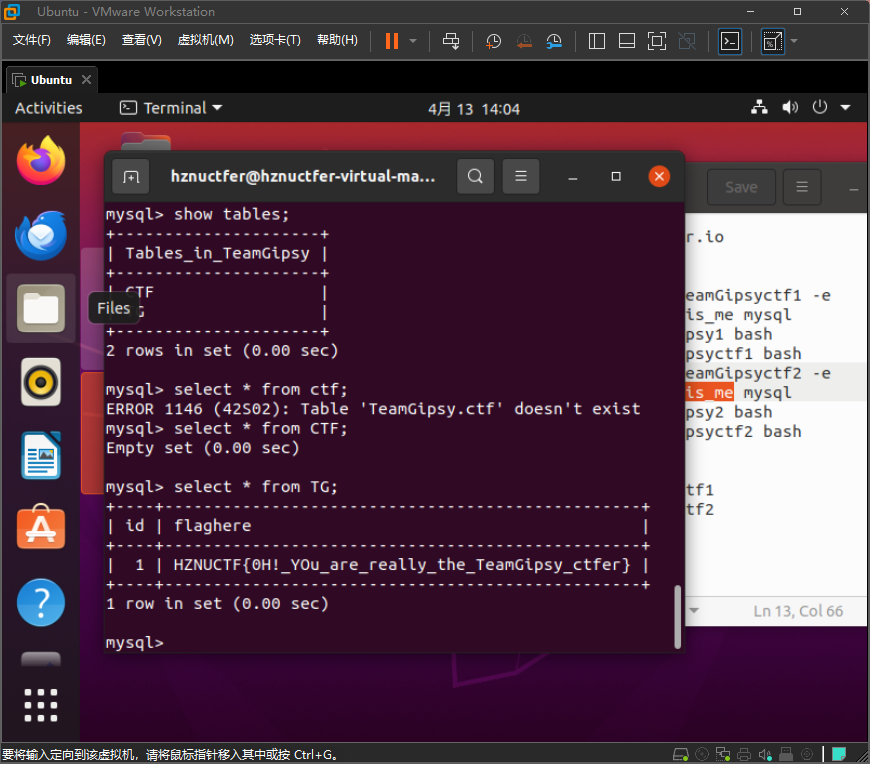 Ubuntu - VMware Workstation
文件(F) 编辑(E) 查看(V) 虚拟机(M) 选项卡(T) 帮助(H)
Ubuntu
Activities Terminal 4月 13 14:04
hznuctfer@hznuctfer-virtual-ma...
Save
mysql> show tables;
+---------------------+
| Tables_in_TeamGipsy |
+---------------------+
| CTF |
Files
G |
+---------------------+
2 rows in set (0.00 sec)
mysql> select * from ctf;
ERROR 1146 (42S02): Table 'TeamGipsy.ctf' doesn't exist
mysql> select * from CTF;
Empty set (0.00 sec)
mysql> select * from TG;
+----+-------------------------------------------------+
| id | flaghere |
+----+-------------------------------------------------+
| 1 | HZNUCTF{0H!_YOu_are_really_the_TeamGipsy_ctfer} |
+----+-------------------------------------------------+
1 row in set (0.00 sec)
mysql>
r.io
eamGipsyctf1 -e
is_me mysql
psy1 bash
psyctf1 bash
eamGipsyctf2 -e
is_me mysql
psy2 bash
psyctf2 bash
tf1
tf2
Ln 13, Col 66
要将输入定向到该虚拟机，请将鼠标指针移入其中或按 Ctrl+G。